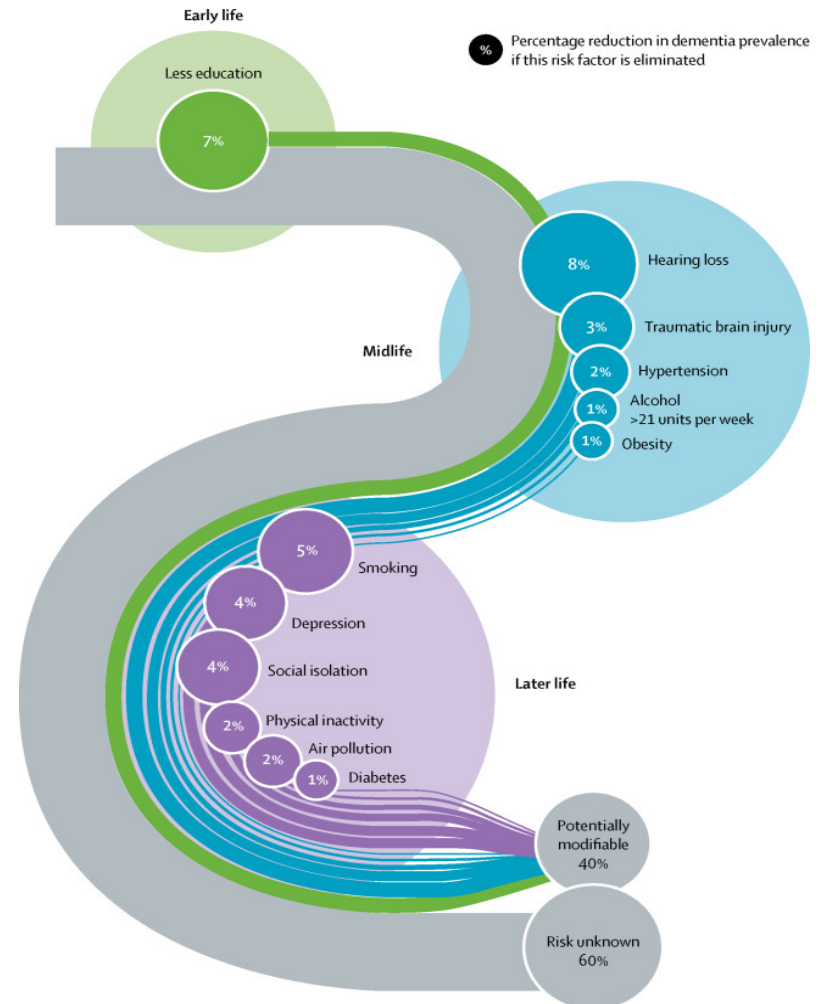 Early life
Percentage reduction in dementia prevalence
% if this risk factor is eliminated
Less education
7%
8%
Hearing loss
3%
Traumatic brain injury
Midlife
2%
Hypertension
1%
Alcohol
>21 units per week
1%
Obesity
5%
Smoking
4%
Depression
4%
Social isolation
Later life
2%
Physical inactivity
2%
Air pollution
1%
Diabetes
Potentially
modifiable
40%
Risk unknown
60%